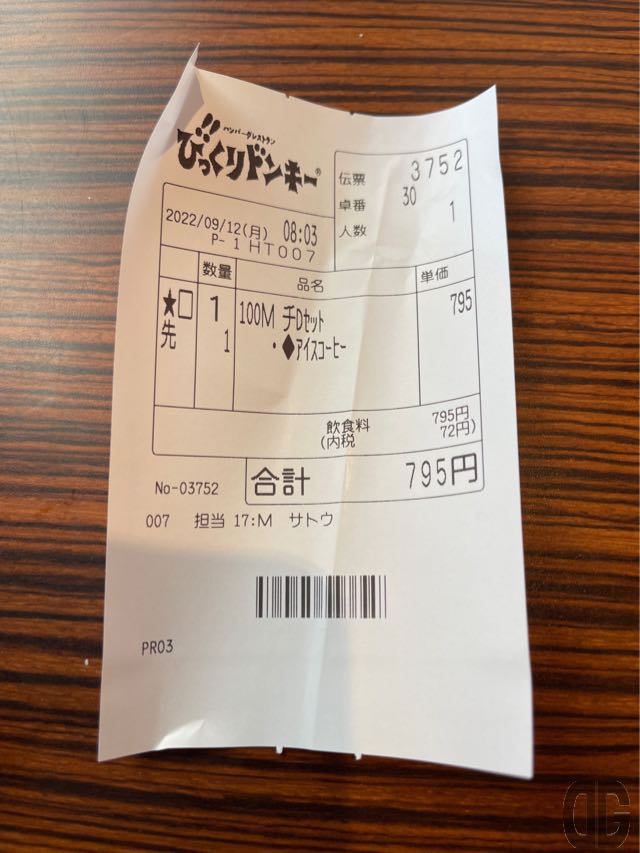 ハンバーグレストラン
びっくりドンキー®
伝票 3752
卓番 30
人数 1
2022/09/12(月) 08:03
P-1HT007
数量 品名 単価
★□ 1 100M チDセット 795
先 1 ・◆アイスコーヒー
飲食料 795円
(内税 72円)
No-03752 合計 795円
007 担当 17:M サトウ
PR03